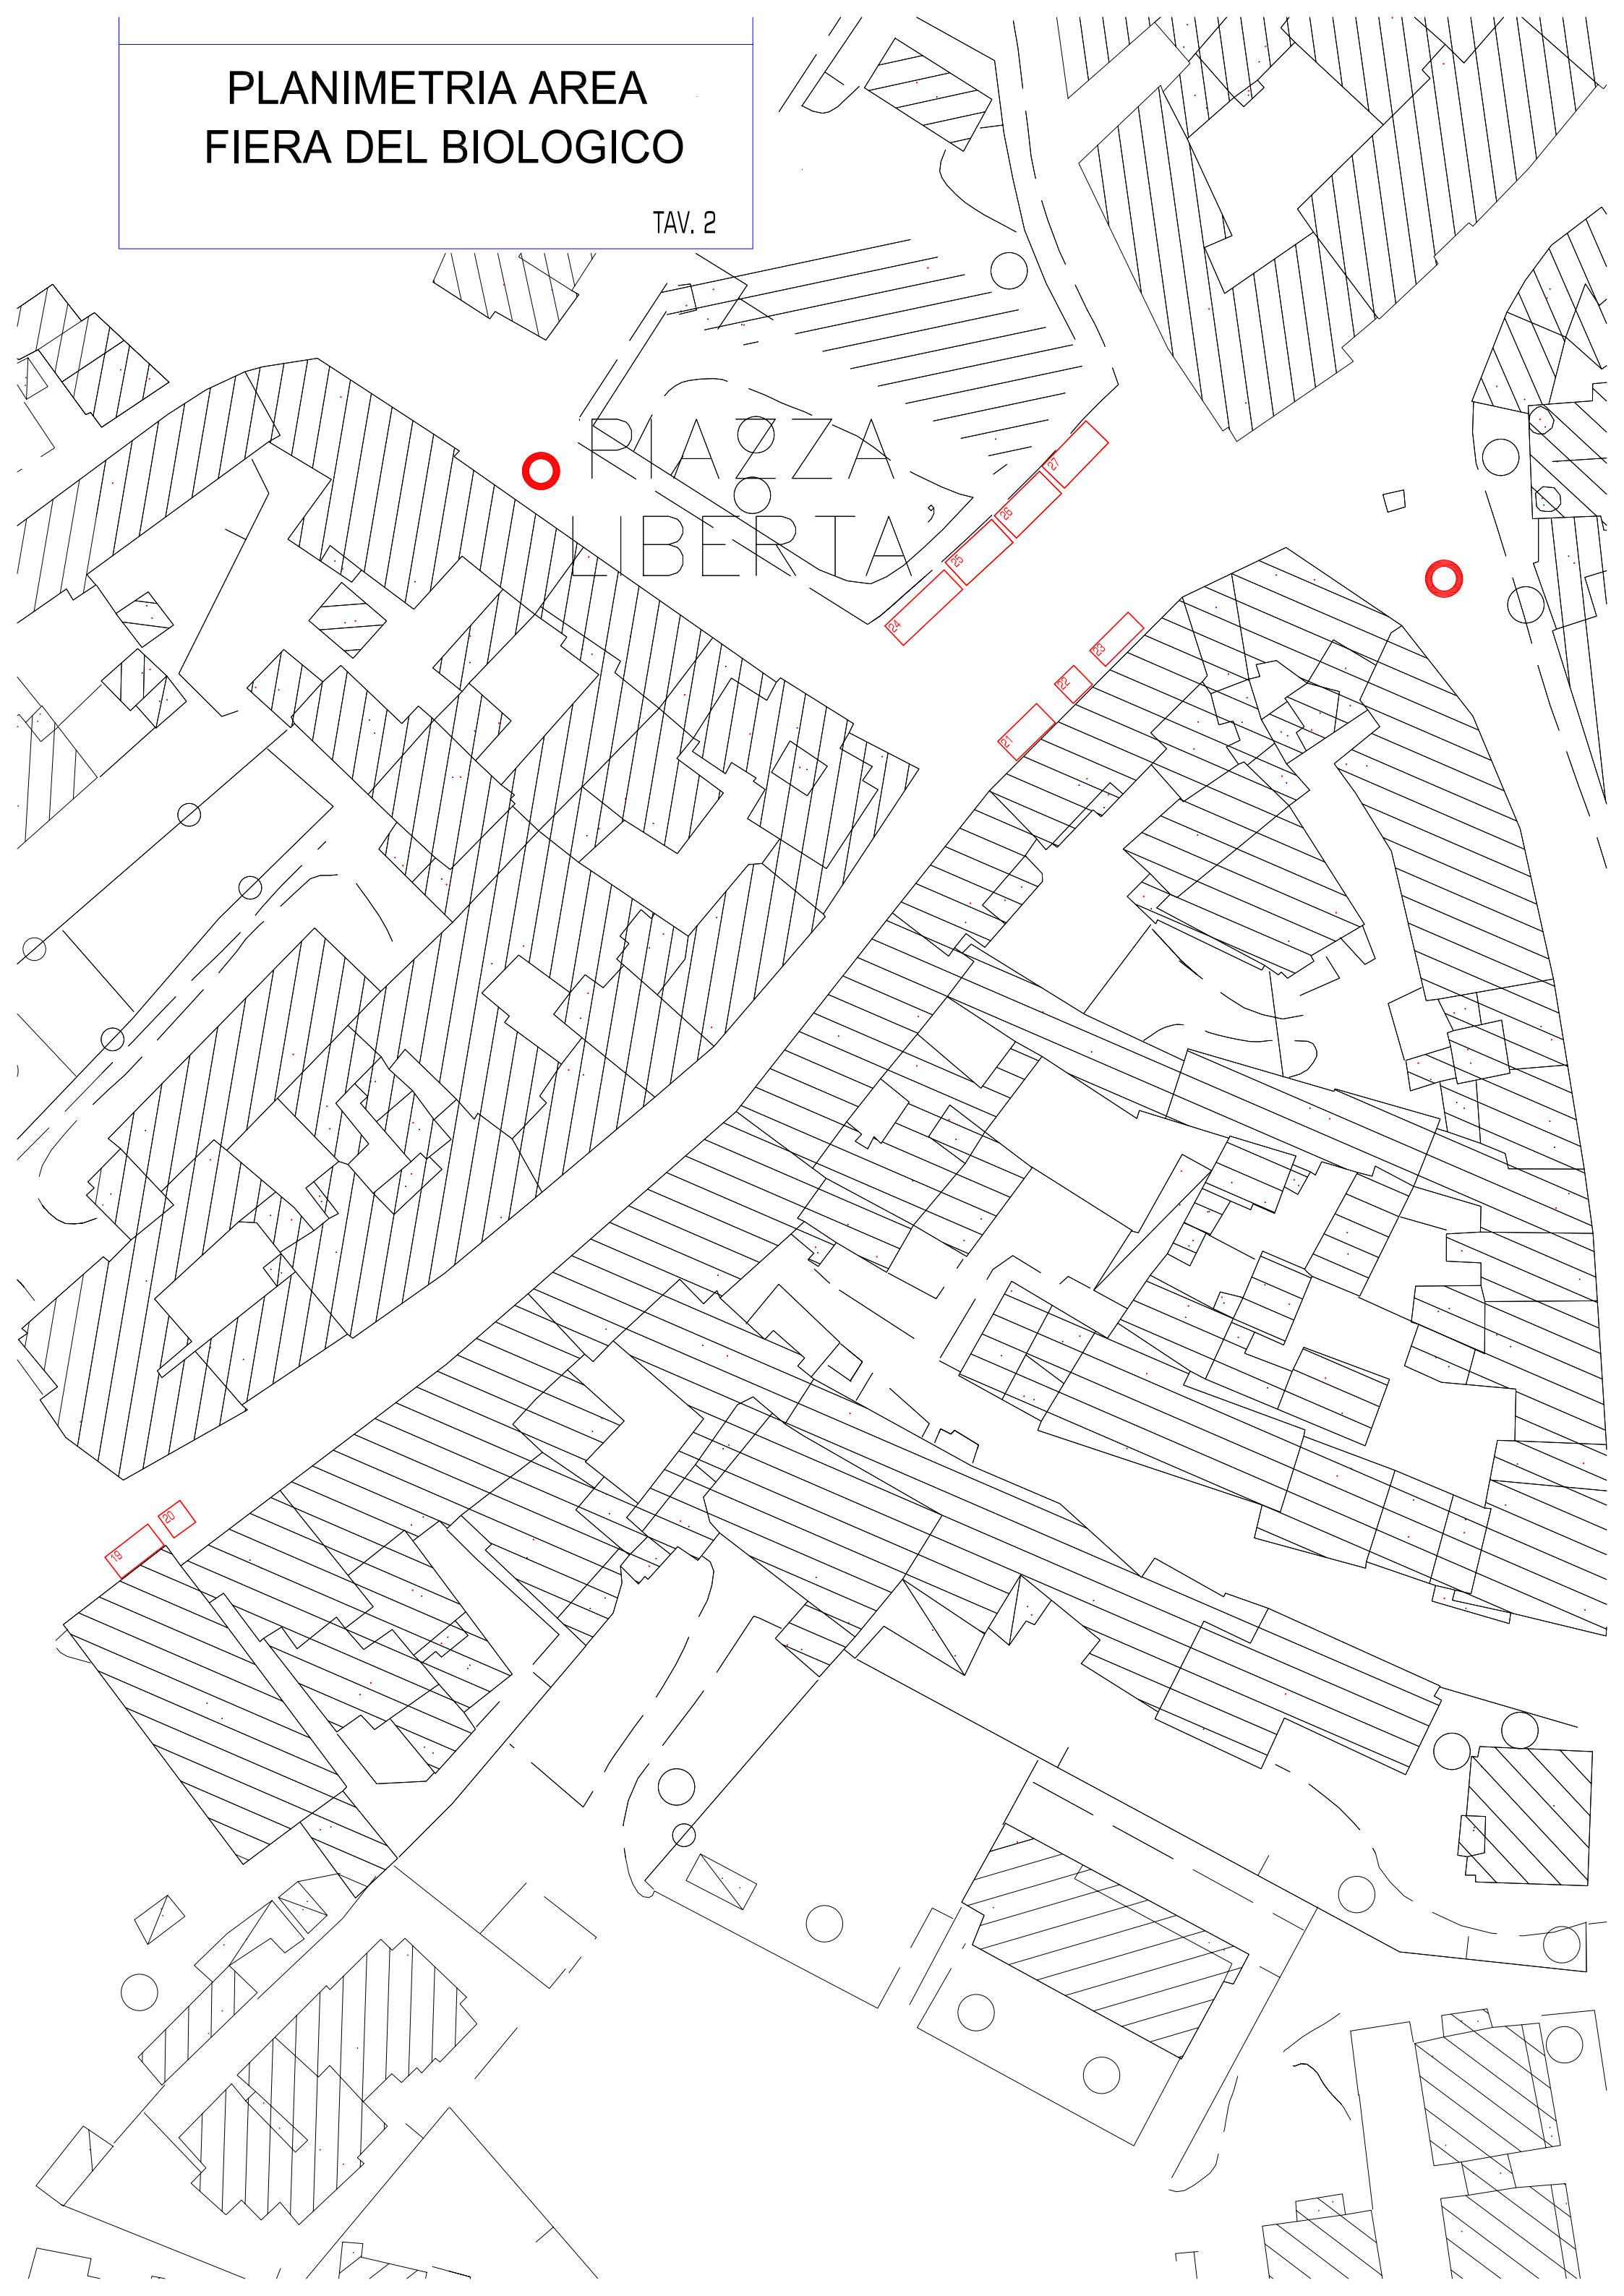 PLANIMETRIA AREA
FIERA DEL BIOLOGICO
TAV. 2
PIAZZA
LIBERTA'
27
26
25
24
23
22
21
20
19